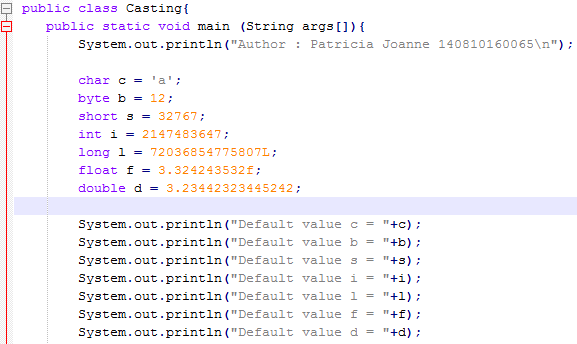 public class Casting{
public static void main (String args[]){
System.out.println("Author : Patricia Joanne 140810160065\n");
char c = 'a';
byte b = 12;
short s = 32767;
int i = 2147483647;
long l = 72036854775807L;
float f = 3.324243532f;
double d = 3.23442323445242;
System.out.println("Default value c = "+c);
System.out.println("Default value b = "+b);
System.out.println("Default value s = "+s);
System.out.println("Default value i = "+i);
System.out.println("Default value l = "+l);
System.out.println("Default value f = "+f);
System.out.println("Default value d = "+d);